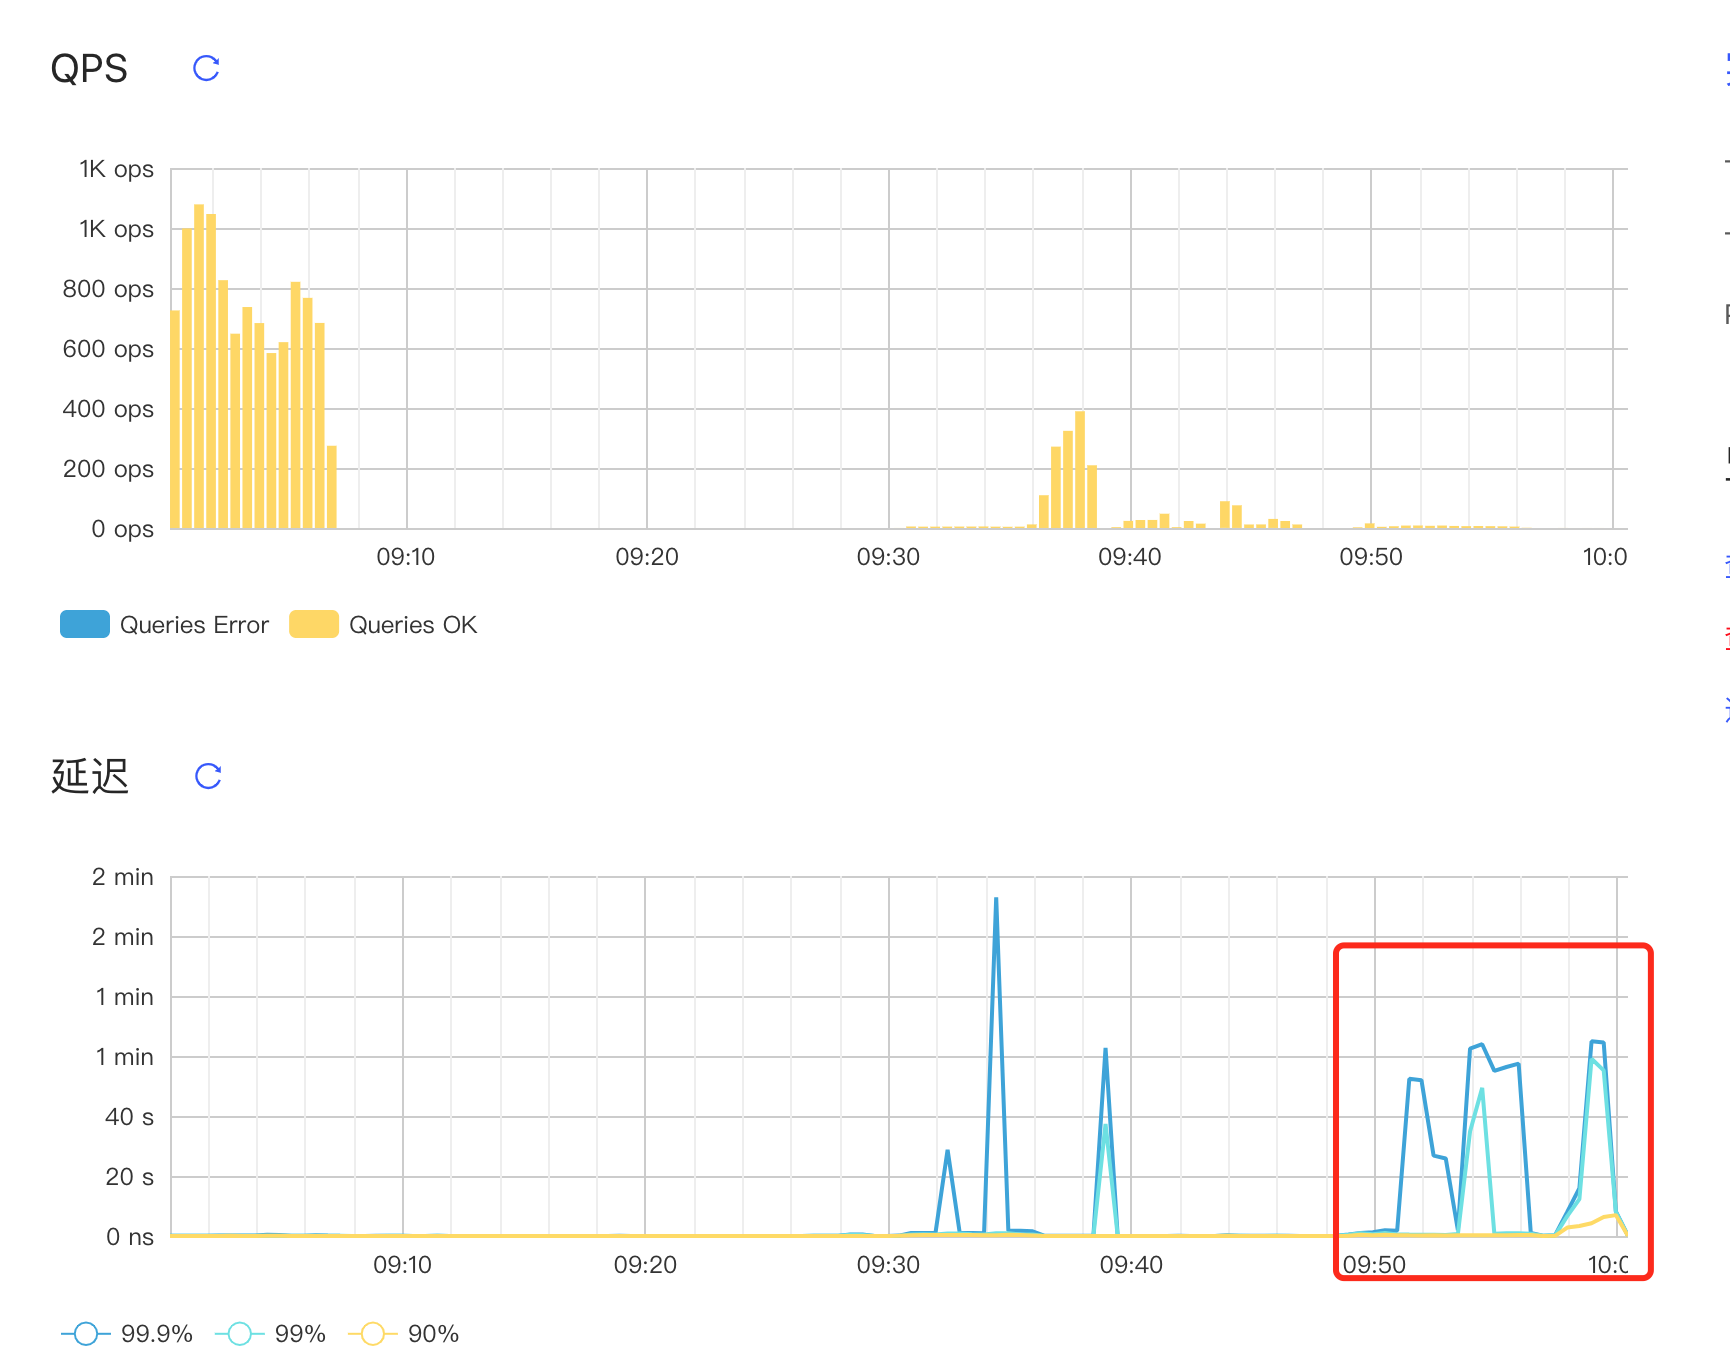 QPS
1K ops
1K ops
800 ops
600 ops
400 ops
200 ops
0 ops
09:10 09:20 09:30 09:40 09:50 10:0
Queries Error Queries OK
延迟
2 min
2 min
1 min
1 min
40 s
20 s
0 ns
09:10 09:20 09:30 09:40 09:50 10:0
99.9% 99% 90%